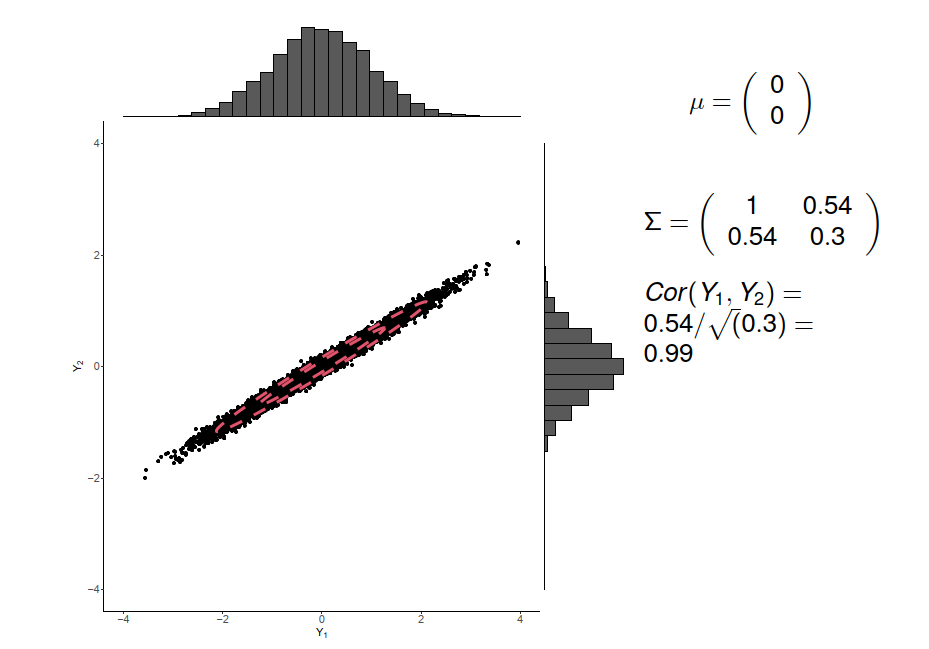 μ = ( 0
0 )
Σ = ( 1 0.54
0.54 0.3 )
Cor(Y₁, Y₂) =
0.54/√(0.3) =
0.99
4
2
0
−2
−4
Y₂
−4 −2 0 2 4
Y₁